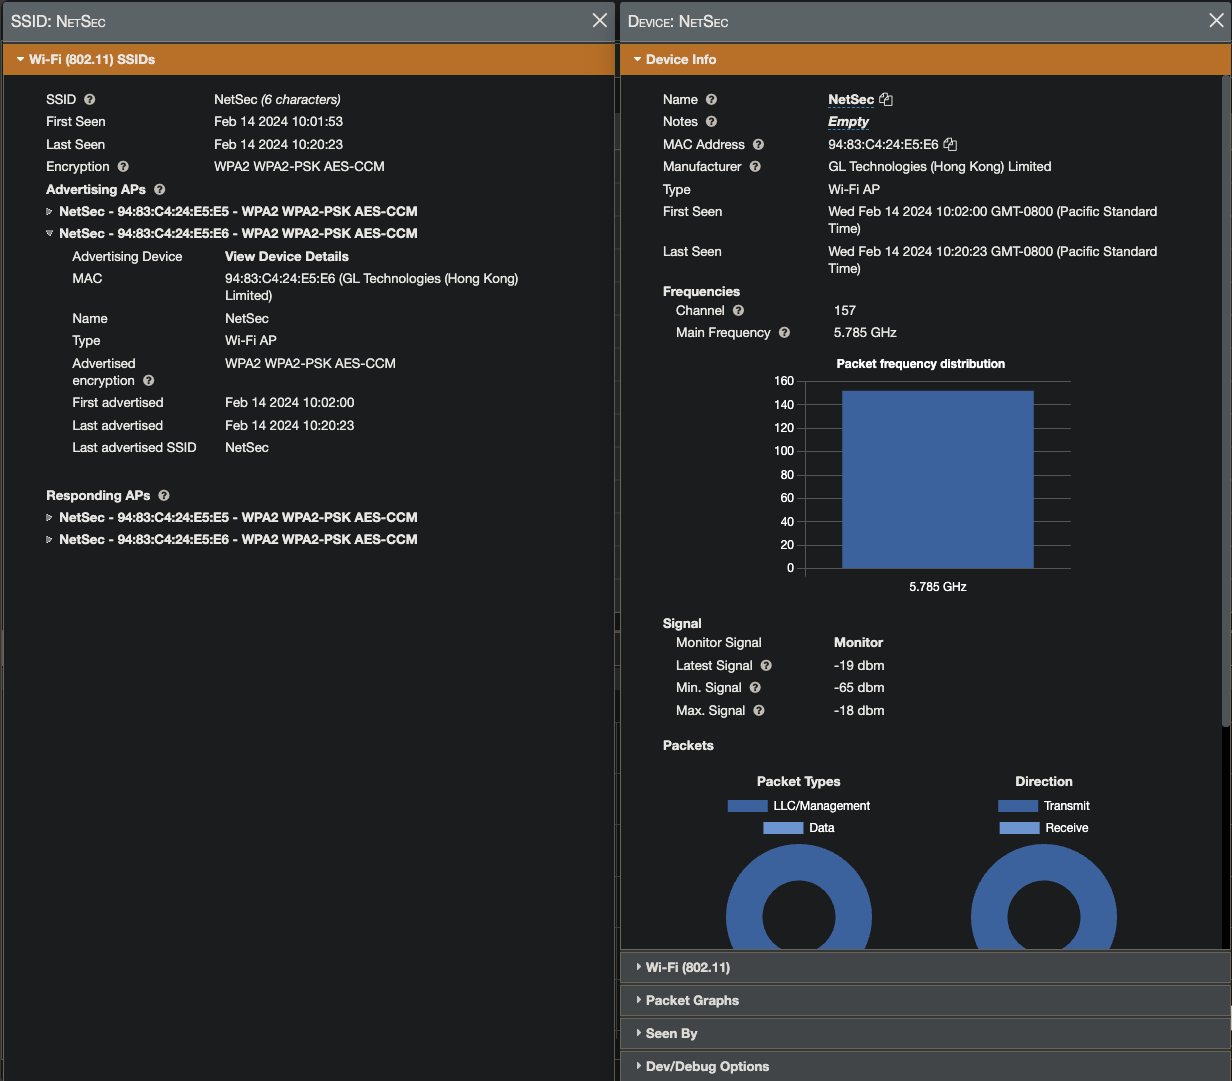 SSID: NetSec
Wi-Fi (802.11) SSIDs
SSID NetSec (6 characters)
First Seen Feb 14 2024 10:01:53
Last Seen Feb 14 2024 10:20:23
Encryption WPA2 WPA2-PSK AES-CCM
Advertising APs
NetSec - 94:83:C4:24:E5:E5 - WPA2 WPA2-PSK AES-CCM
NetSec - 94:83:C4:24:E5:E6 - WPA2 WPA2-PSK AES-CCM
Advertising Device View Device Details
MAC 94:83:C4:24:E5:E6 (GL Technologies (Hong Kong)
Limited)
Name NetSec
Type Wi-Fi AP
Advertised WPA2 WPA2-PSK AES-CCM
encryption
First advertised Feb 14 2024 10:02:00
Last advertised Feb 14 2024 10:20:23
Last advertised SSID NetSec
Responding APs
NetSec - 94:83:C4:24:E5:E5 - WPA2 WPA2-PSK AES-CCM
NetSec - 94:83:C4:24:E5:E6 - WPA2 WPA2-PSK AES-CCM
Device: NetSec
Device Info
Name NetSec
Notes Empty
MAC Address 94:83:C4:24:E5:E6
Manufacturer GL Technologies (Hong Kong) Limited
Type Wi-Fi AP
First Seen Wed Feb 14 2024 10:02:00 GMT-0800 (Pacific Standard
Time)
Last Seen Wed Feb 14 2024 10:20:23 GMT-0800 (Pacific Standard
Time)
Frequencies
Channel 157
Main Frequency 5.785 GHz
Packet frequency distribution
160
140
120
100
80
60
40
20
0
5.785 GHz
Signal
Monitor Signal Monitor
Latest Signal -19 dbm
Min. Signal -65 dbm
Max. Signal -18 dbm
Packets
Packet Types
LLC/Management
Data
Direction
Transmit
Receive
Wi-Fi (802.11)
Packet Graphs
Seen By
Dev/Debug Options